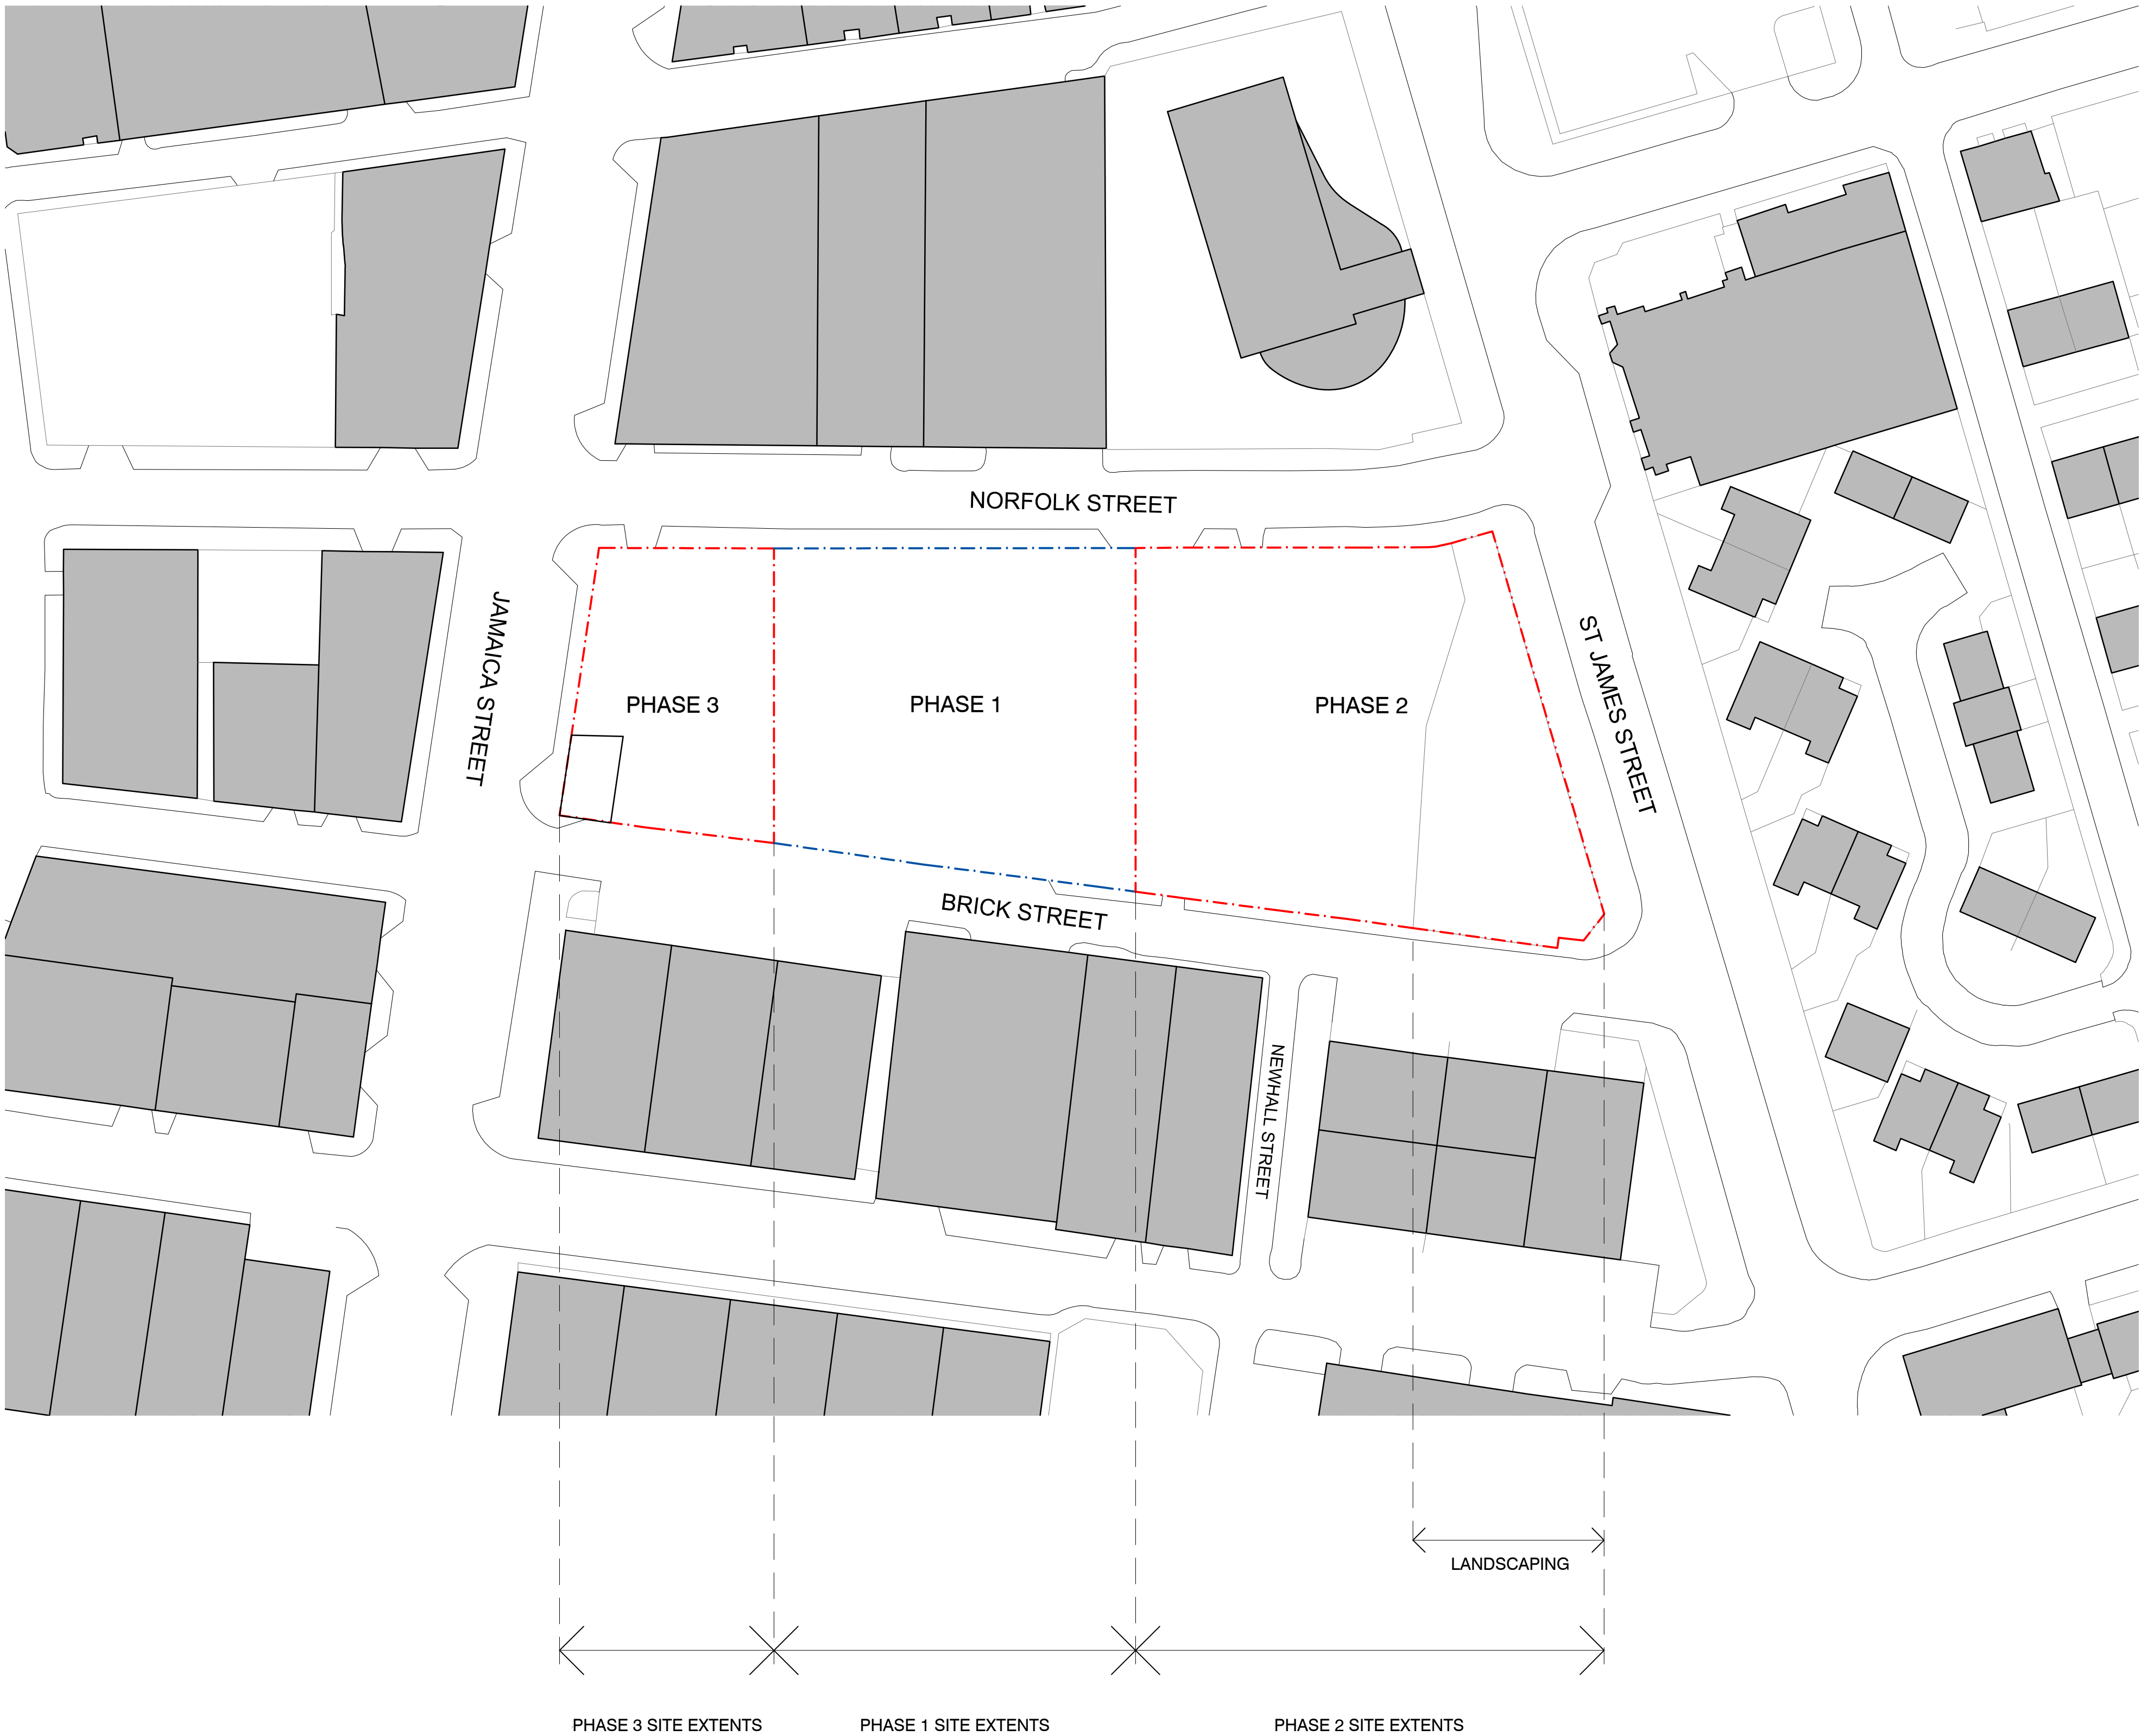 NORFOLK STREET
JAMAICA STREET
PHASE 3
PHASE 1
PHASE 2
ST JAMES STREET
BRICK STREET
NEWHALL STREET
LANDSCAPING
PHASE 3 SITE EXTENTS
PHASE 1 SITE EXTENTS
PHASE 2 SITE EXTENTS